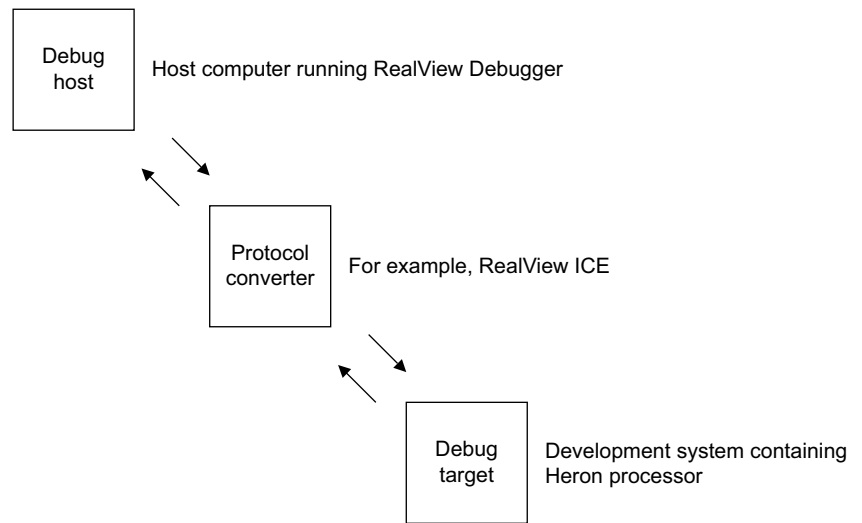 Debug
host
Host computer running RealView Debugger
Protocol
converter
For example, RealView ICE
Debug
target
Development system containing
Heron processor